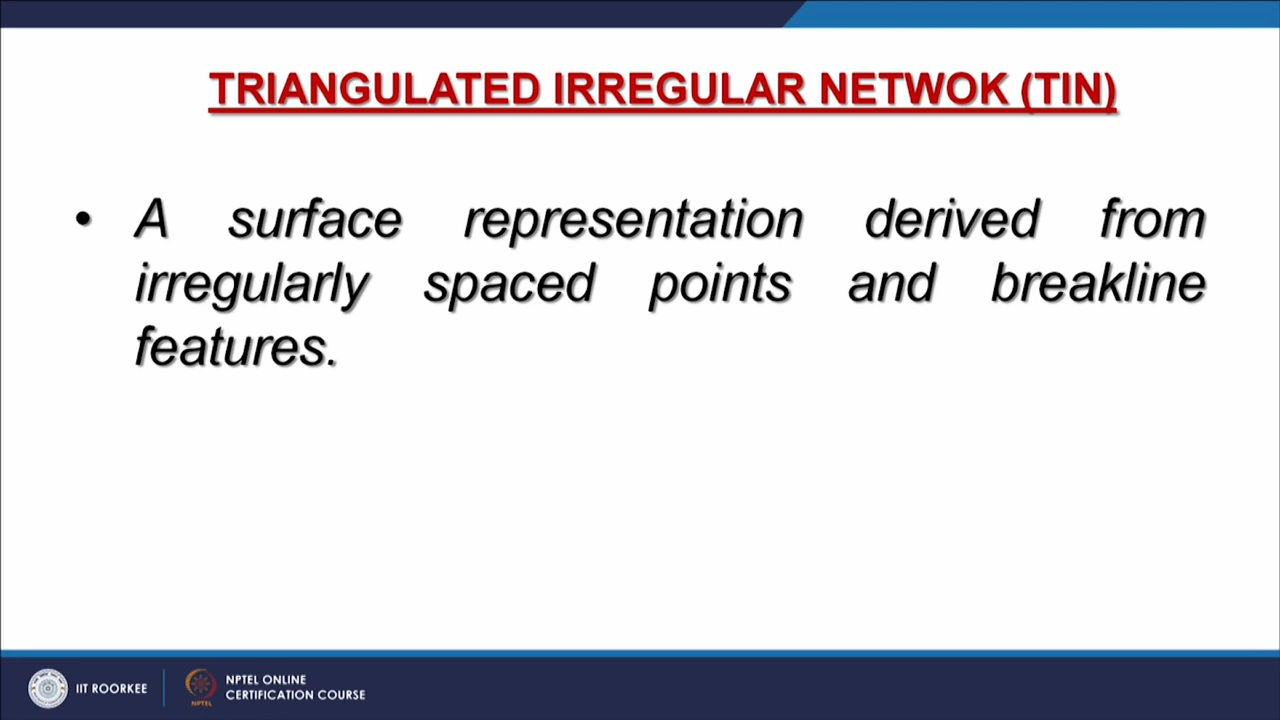 TRIANGULATED IRREGULAR NETWOK (TIN)
• A surface representation derived from
irregularly spaced points and breakline
features.
IIT ROORKEE
NPTEL
NPTEL ONLINE
CERTIFICATION COURSE